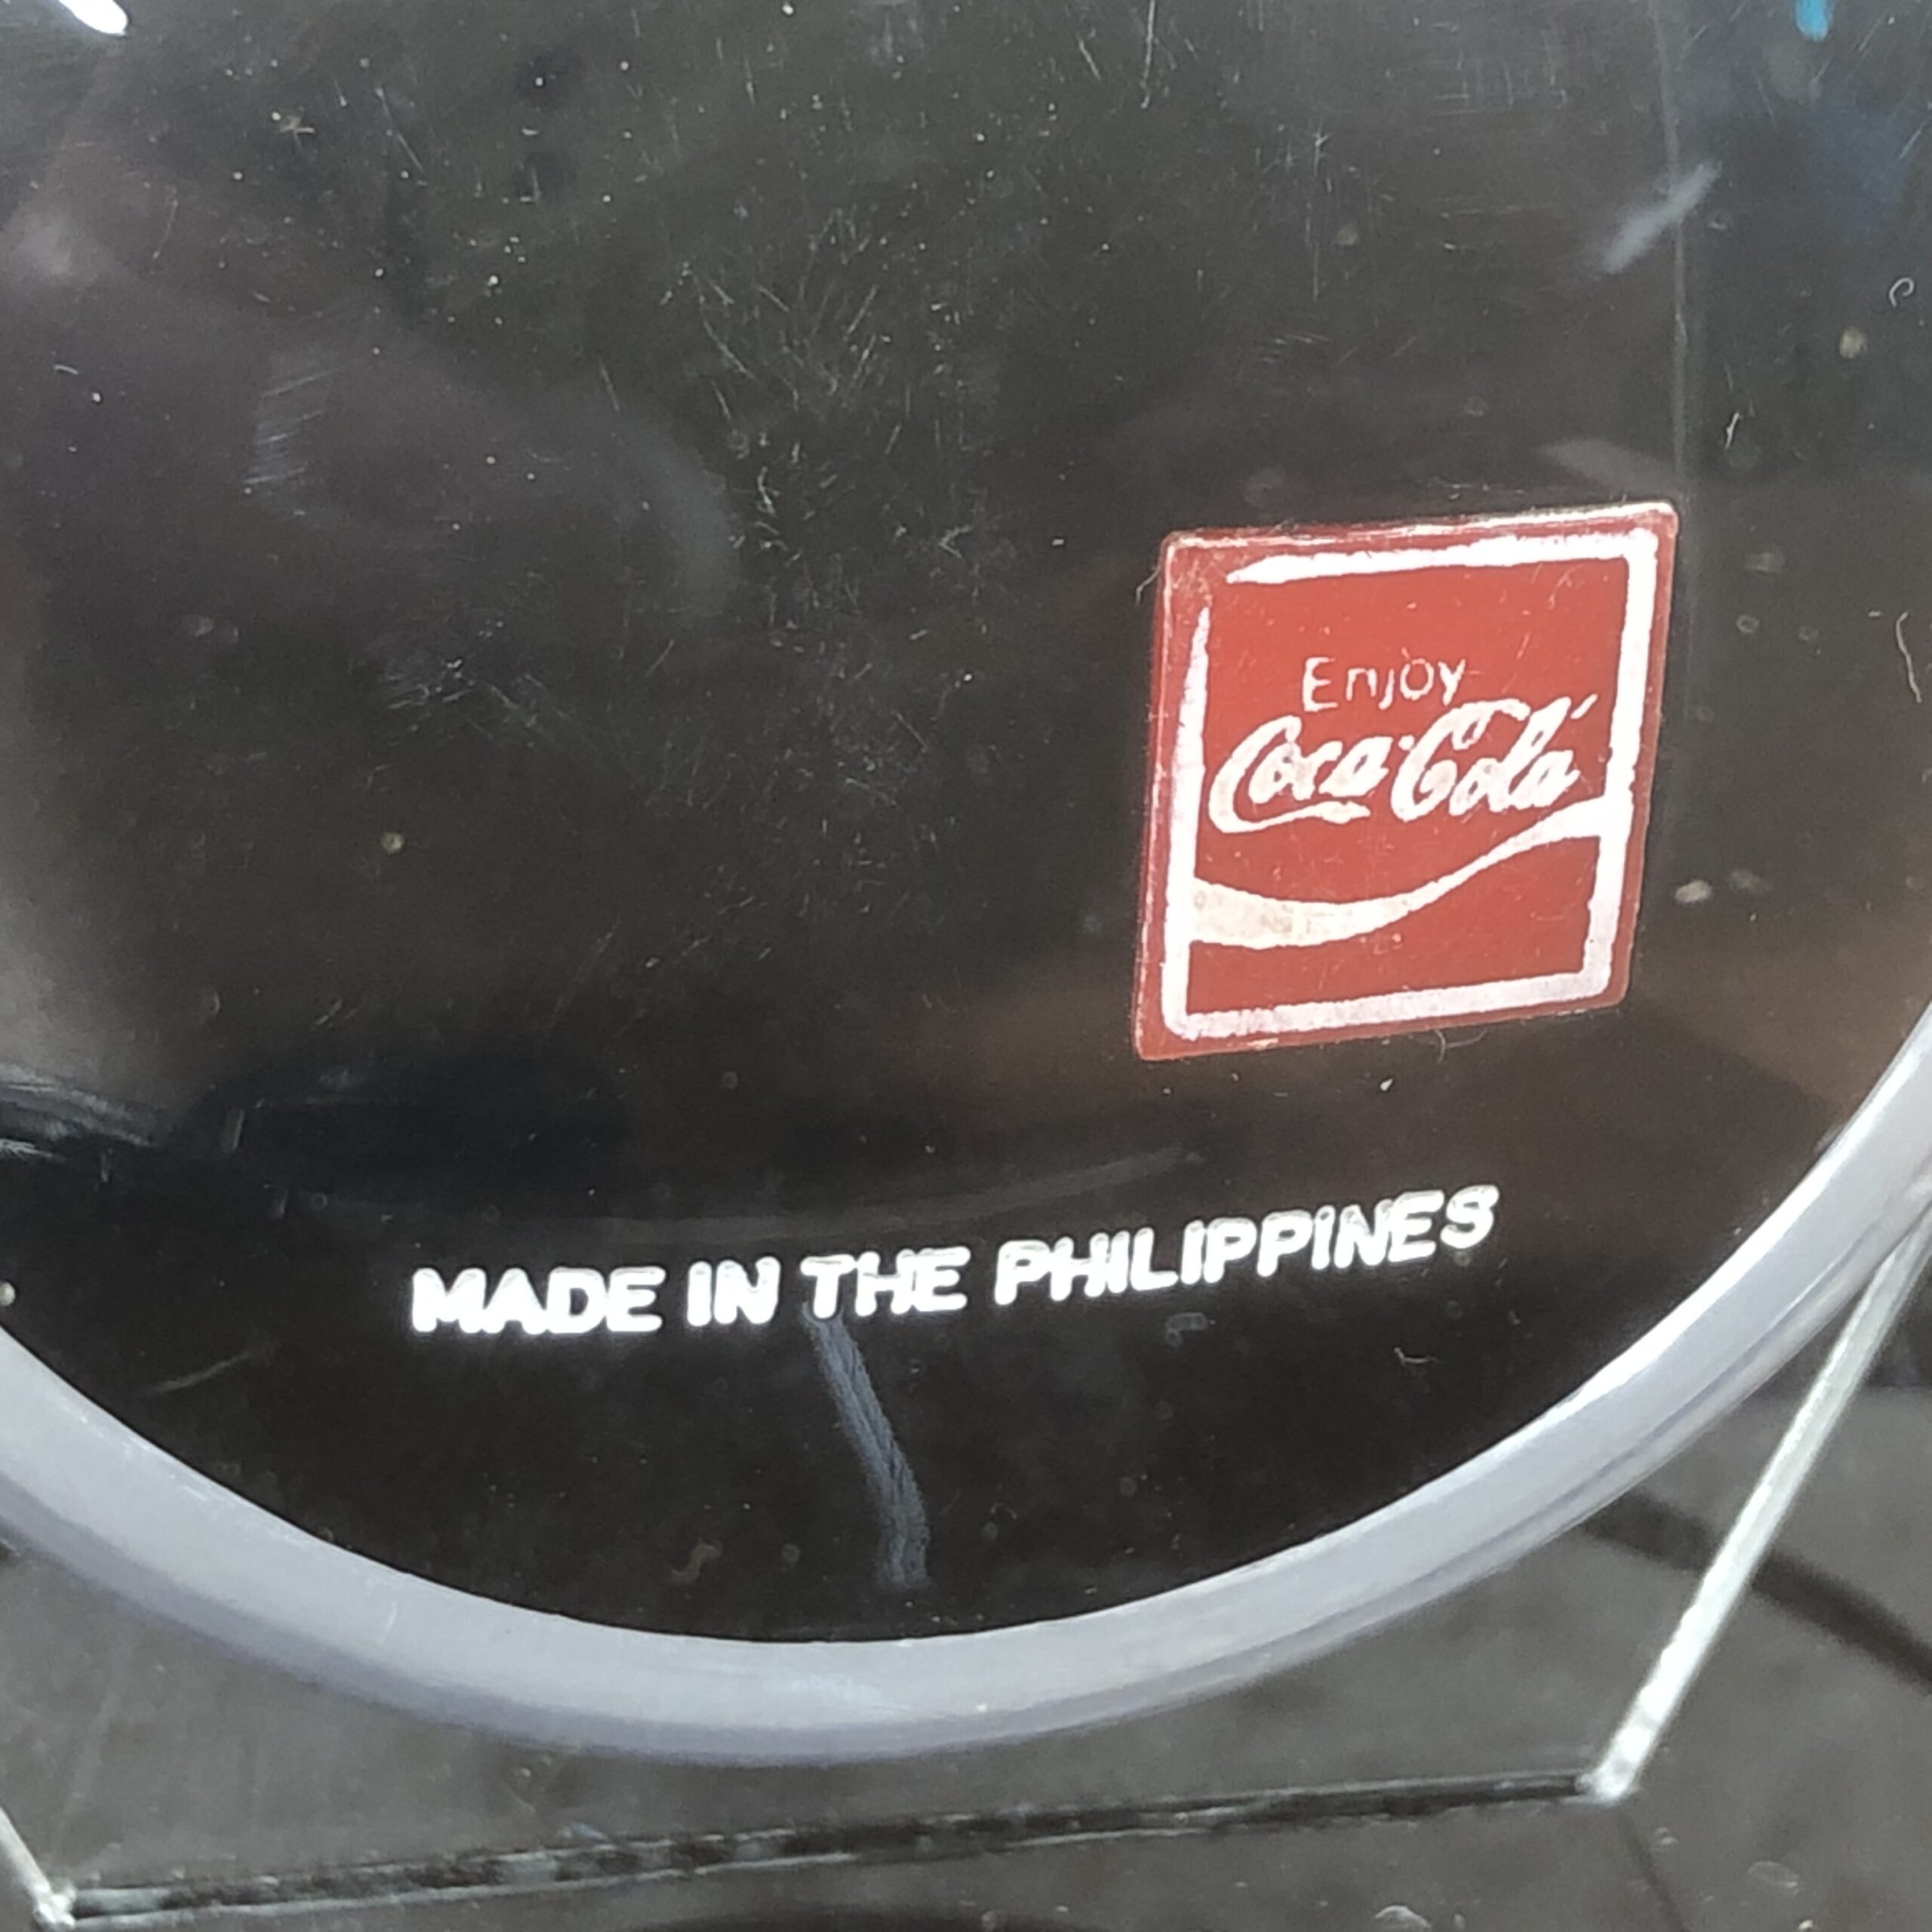 Enjoy
Coca-Cola
MADE IN THE PHILIPPINES